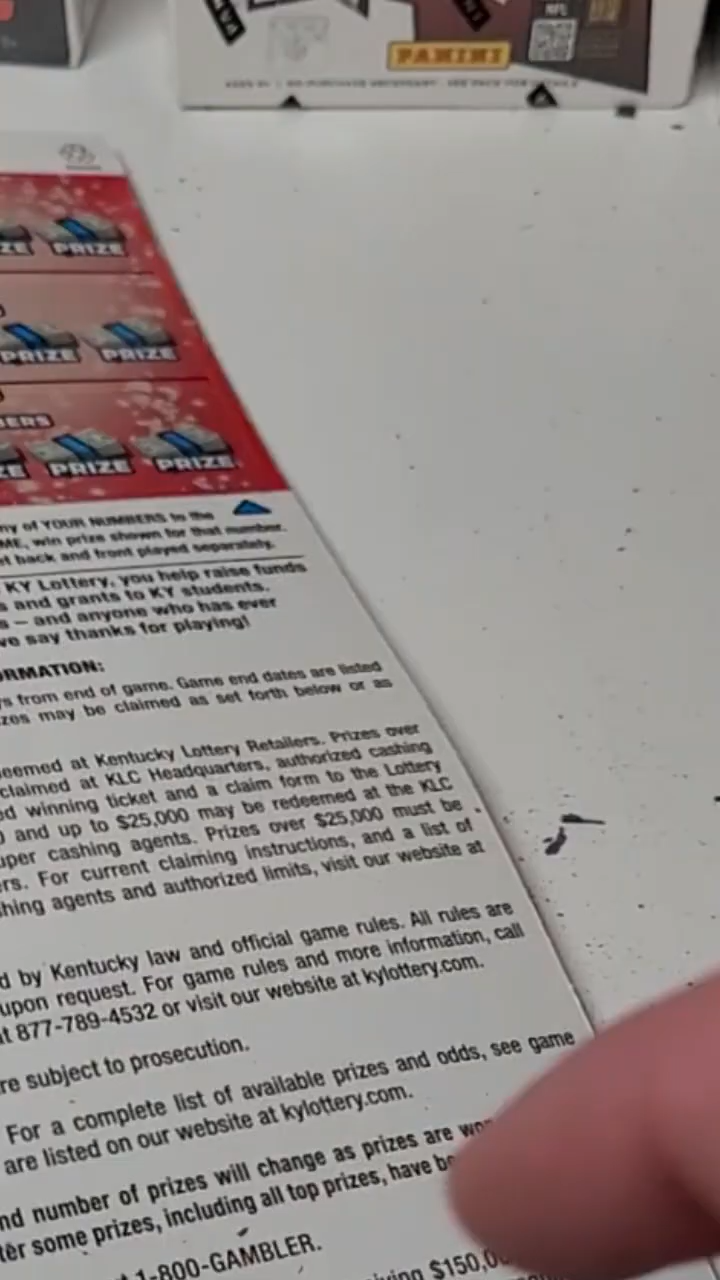 NFL
PANINI
PRIZE
PRIZE PRIZE
BERS
PRIZE PRIZE
ny of YOUR NUMBERS to the
ME, win prize shown for that number.
t back and front played separately.
KY Lottery, you help raise funds
s and grants to KY students.
s – and anyone who has ever
ve say thanks for playing!
ORMATION:
ys from end of game. Game end dates are listed
zes may be claimed as set forth below or as
eemed at Kentucky Lottery Retailers. Prizes over
claimed at KLC Headquarters, authorized cashing
ed winning ticket and a claim form to the Lottery
0 and up to $25,000 may be redeemed at the KLC
uper cashing agents. Prizes over $25,000 must be
ers. For current claiming instructions, and a list of
hing agents and authorized limits, visit our website at
d by Kentucky law and official game rules. All rules are
upon request. For game rules and more information, call
at 877-789-4532 or visit our website at kylottery.com.
re subject to prosecution.
For a complete list of available prizes and odds, see game
are listed on our website at kylottery.com.
nd number of prizes will change as prizes are won
ter some prizes, including all top prizes, have be
1-800-GAMBLER.
$150,0